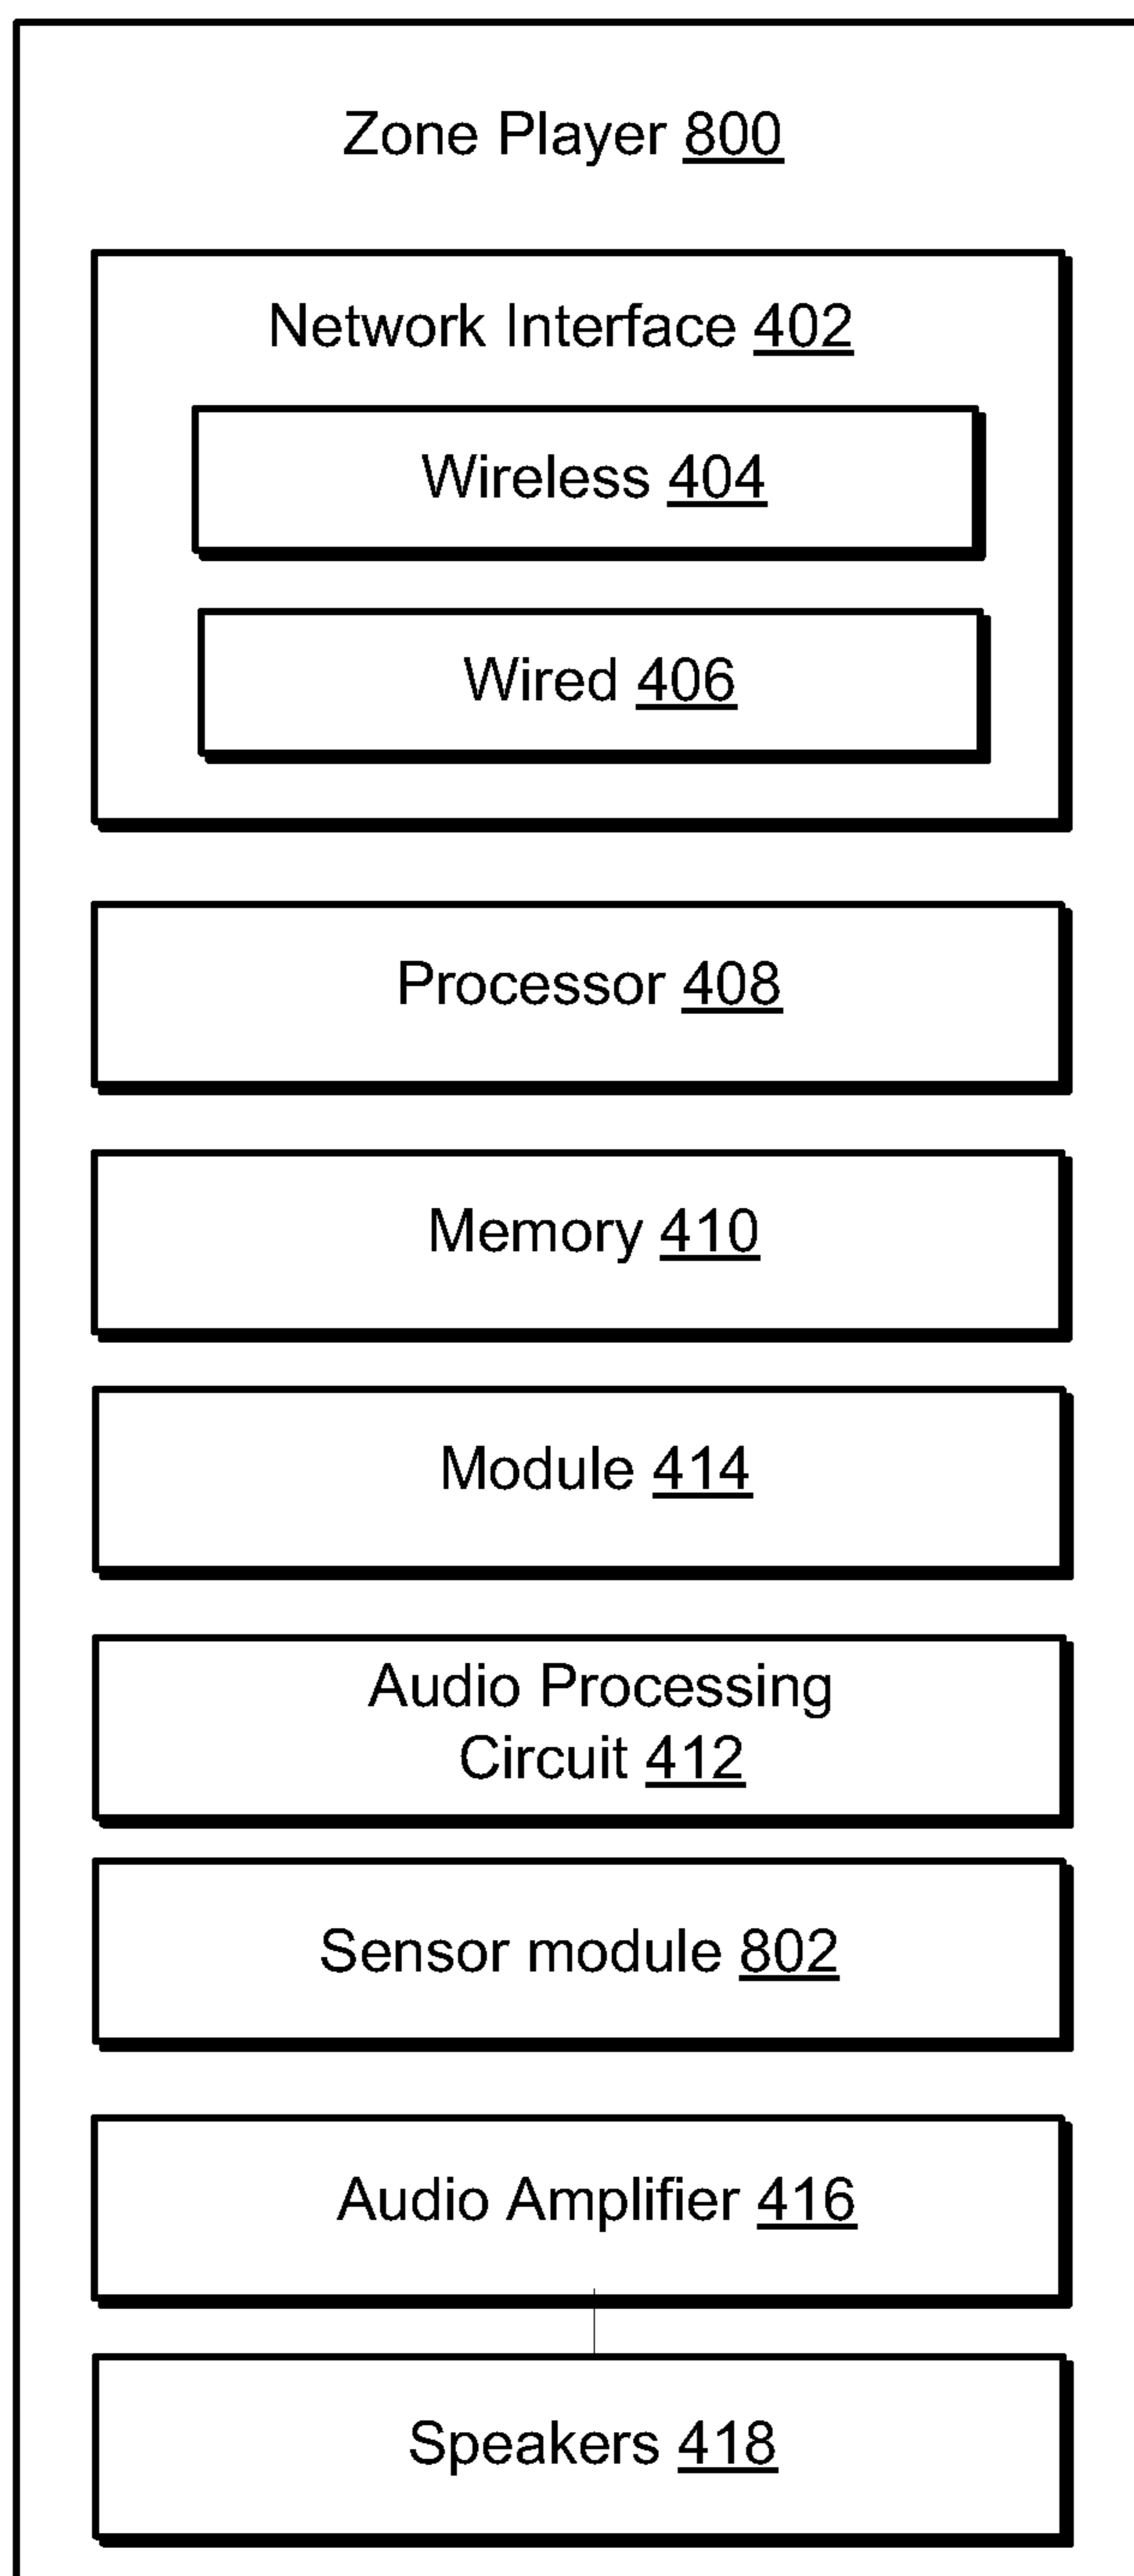 Zone Player 800
Network Interface 402
Wireless 404
Wired 406
Processor 408
Memory 410
Module 414
Audio Processing
Circuit 412
Sensor module 802
Audio Amplifier 416
Speakers 418